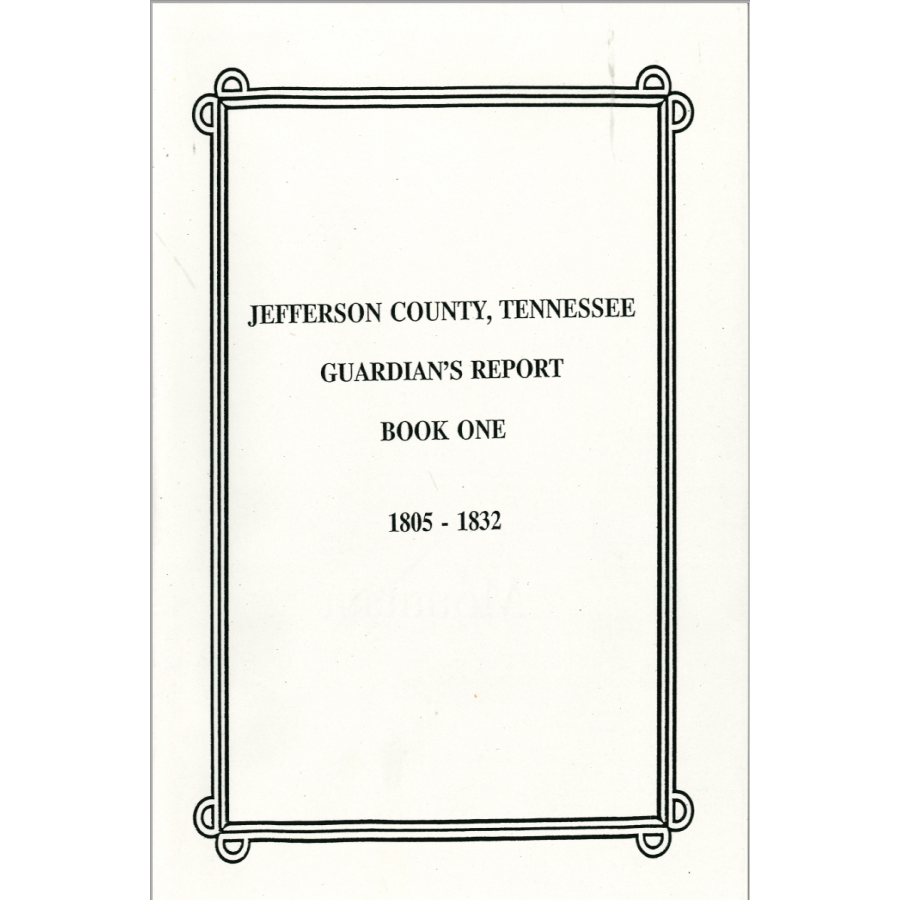 JEFFERSON COUNTY, TENNESSEE
GUARDIAN'S REPORT
BOOK ONE
1805 - 1832